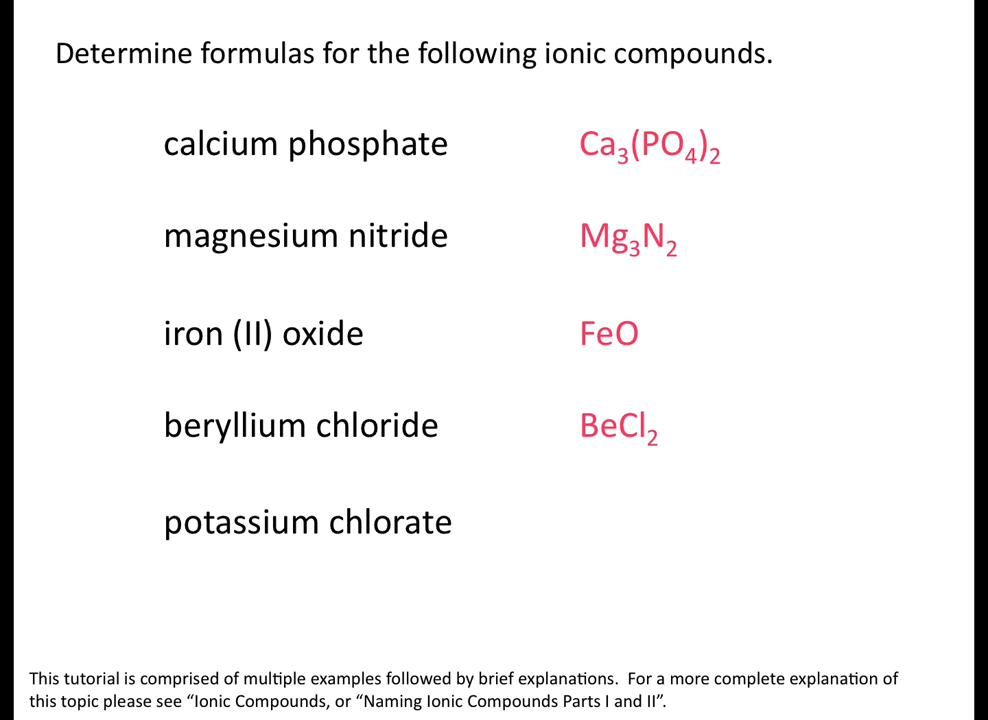 Determine formulas for the following ionic compounds.
calcium phosphate Ca₃(PO₄)₂
magnesium nitride Mg₃N₂
iron (II) oxide FeO
beryllium chloride BeCl₂
potassium chlorate
This tutorial is comprised of multiple examples followed by brief explanations. For a more complete explanation of
this topic please see “Ionic Compounds, or “Naming Ionic Compounds Parts I and II”.